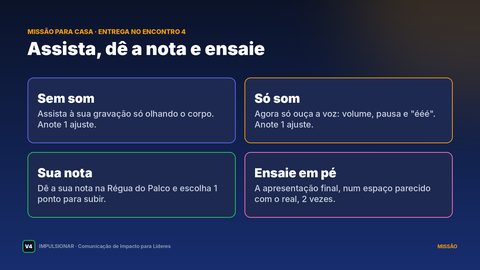 MISSÃO PARA CASA · ENTREGA NO ENCONTRO 4
Assista, dê a nota e ensaie
Sem som
Assista à sua gravação só olhando o corpo.
Anote 1 ajuste.
Só som
Agora só ouça a voz: volume, pausa e "ééé".
Anote 1 ajuste.
Sua nota
Dê a sua nota na Régua do Palco e escolha 1
ponto para subir.
Ensaie em pé
A apresentação final, num espaço parecido
com o real, 2 vezes.
V4 IMPULSIONAR · Comunicação de Impacto para Líderes
MISSÃO